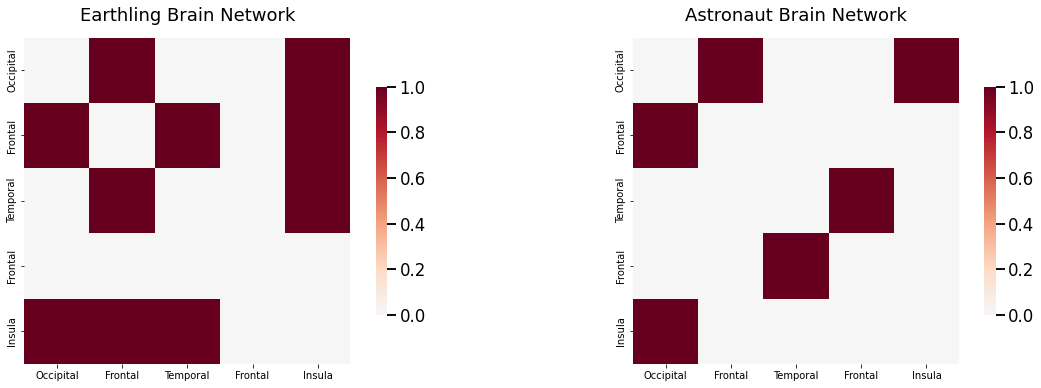 Earthling Brain Network
Astronaut Brain Network
Occipital
Frontal
Temporal
Frontal
Insula
Occipital Frontal Temporal Frontal Insula
1.0
0.8
0.6
0.4
0.2
0.0
Occipital
Frontal
Temporal
Frontal
Insula
Occipital Frontal Temporal Frontal Insula
1.0
0.8
0.6
0.4
0.2
0.0